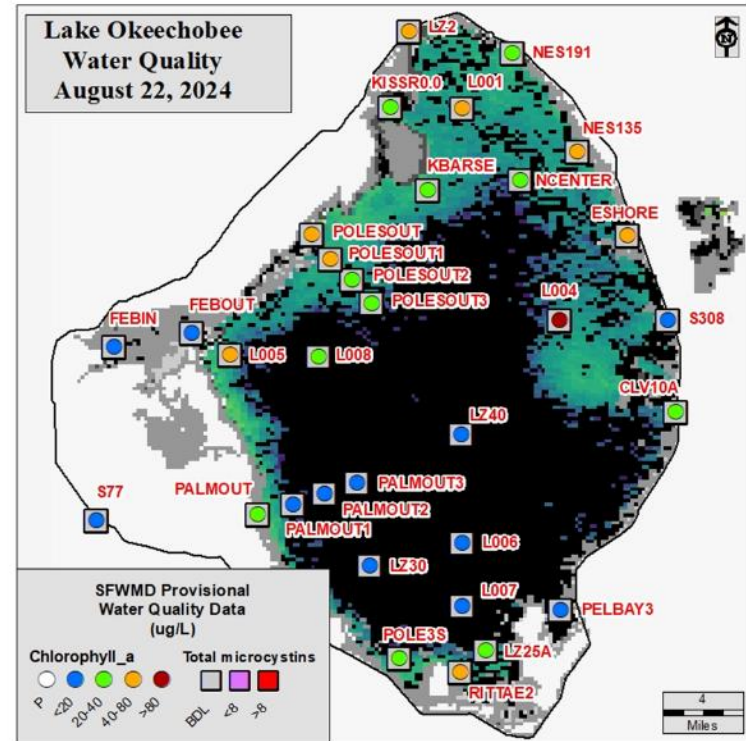 Lake Okeechobee
Water Quality
August 22, 2024
N
LZ2
NES191
KISSR0.0
L001
NES135
KBARSE
NCENTER
ESHORE
POLESOUT
POLESOUT1
POLESOUT2
POLESOUT3
L004
S308
FEBIN
FEBOUT
L005
L008
CLV10A
LZ40
S77
PALMOUT
PALMOUT3
PALMOUT2
PALMOUT1
L006
LZ30
L007
PELBAY3
POLE3S
LZ25A
RITTAE2
SFWMD Provisional
Water Quality Data
(ug/L)
Chlorophyll_a
Total microcystins
P
<20
20-40
40-80
>80
BDL
<8
>8
4
Miles